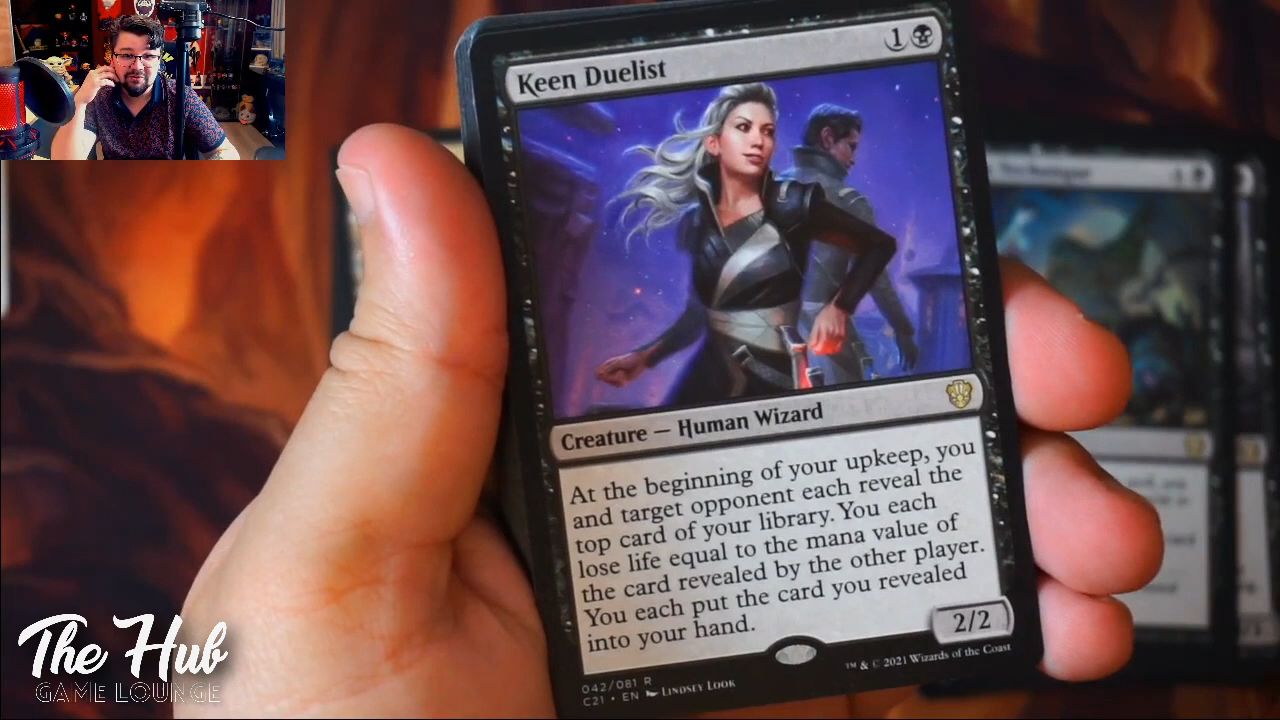 Keen Duelist
1
Creature — Human Wizard
At the beginning of your upkeep, you
and target opponent each reveal the
top card of your library. You each
lose life equal to the mana value of
the card revealed by the other player.
You each put the card you revealed
into your hand.
2/2
042/081 R
C21 • EN LINDSEY LOOK
™ & © 2021 Wizards of the Coast
The Hub
GAME LOUNGE